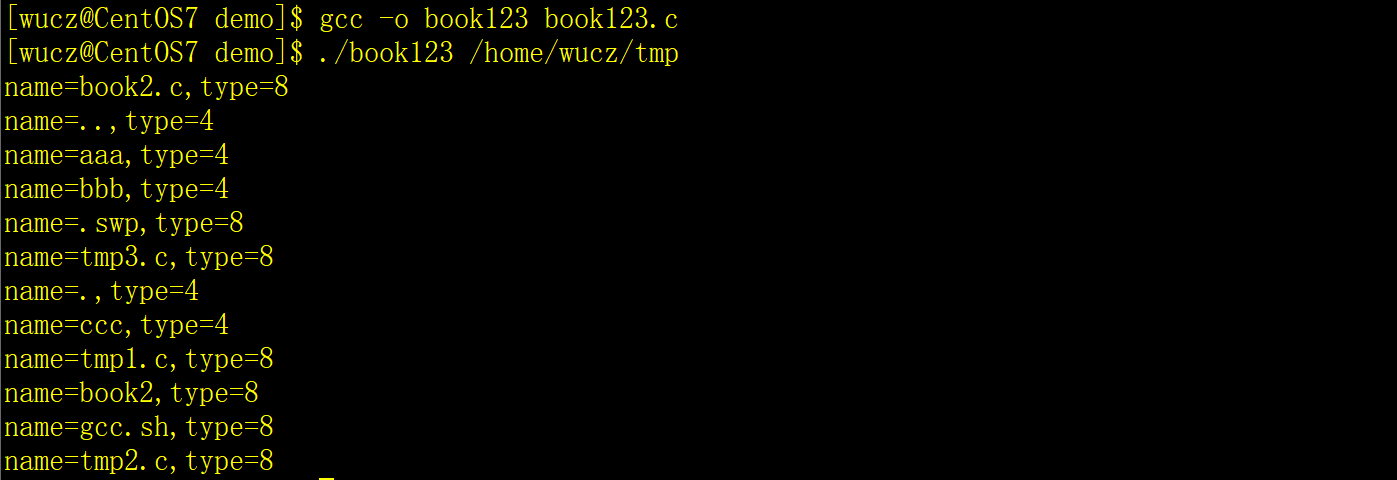 [wucz@CentOS7 demo]$ gcc -o book123 book123.c
[wucz@CentOS7 demo]$ ./book123 /home/wucz/tmp
name=book2.c,type=8
name=..,type=4
name=aaa,type=4
name=bbb,type=4
name=.swp,type=8
name=tmp3.c,type=8
name=.,type=4
name=ccc,type=4
name=tmp1.c,type=8
name=book2,type=8
name=gcc.sh,type=8
name=tmp2.c,type=8